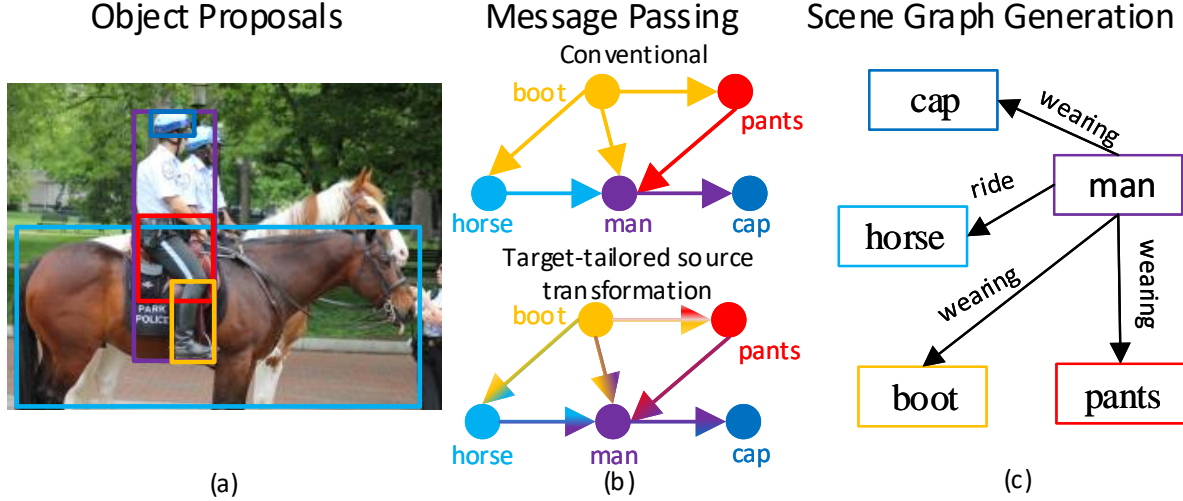 Object Proposals
PARK
POLICE
(a)
Message Passing
Conventional
boot
pants
horse
man
cap
Target-tailored source
transformation
boot
pants
horse
man
cap
(b)
Scene Graph Generation
cap
wearing
man
ride
horse
wearing
wearing
boot
pants
(c)